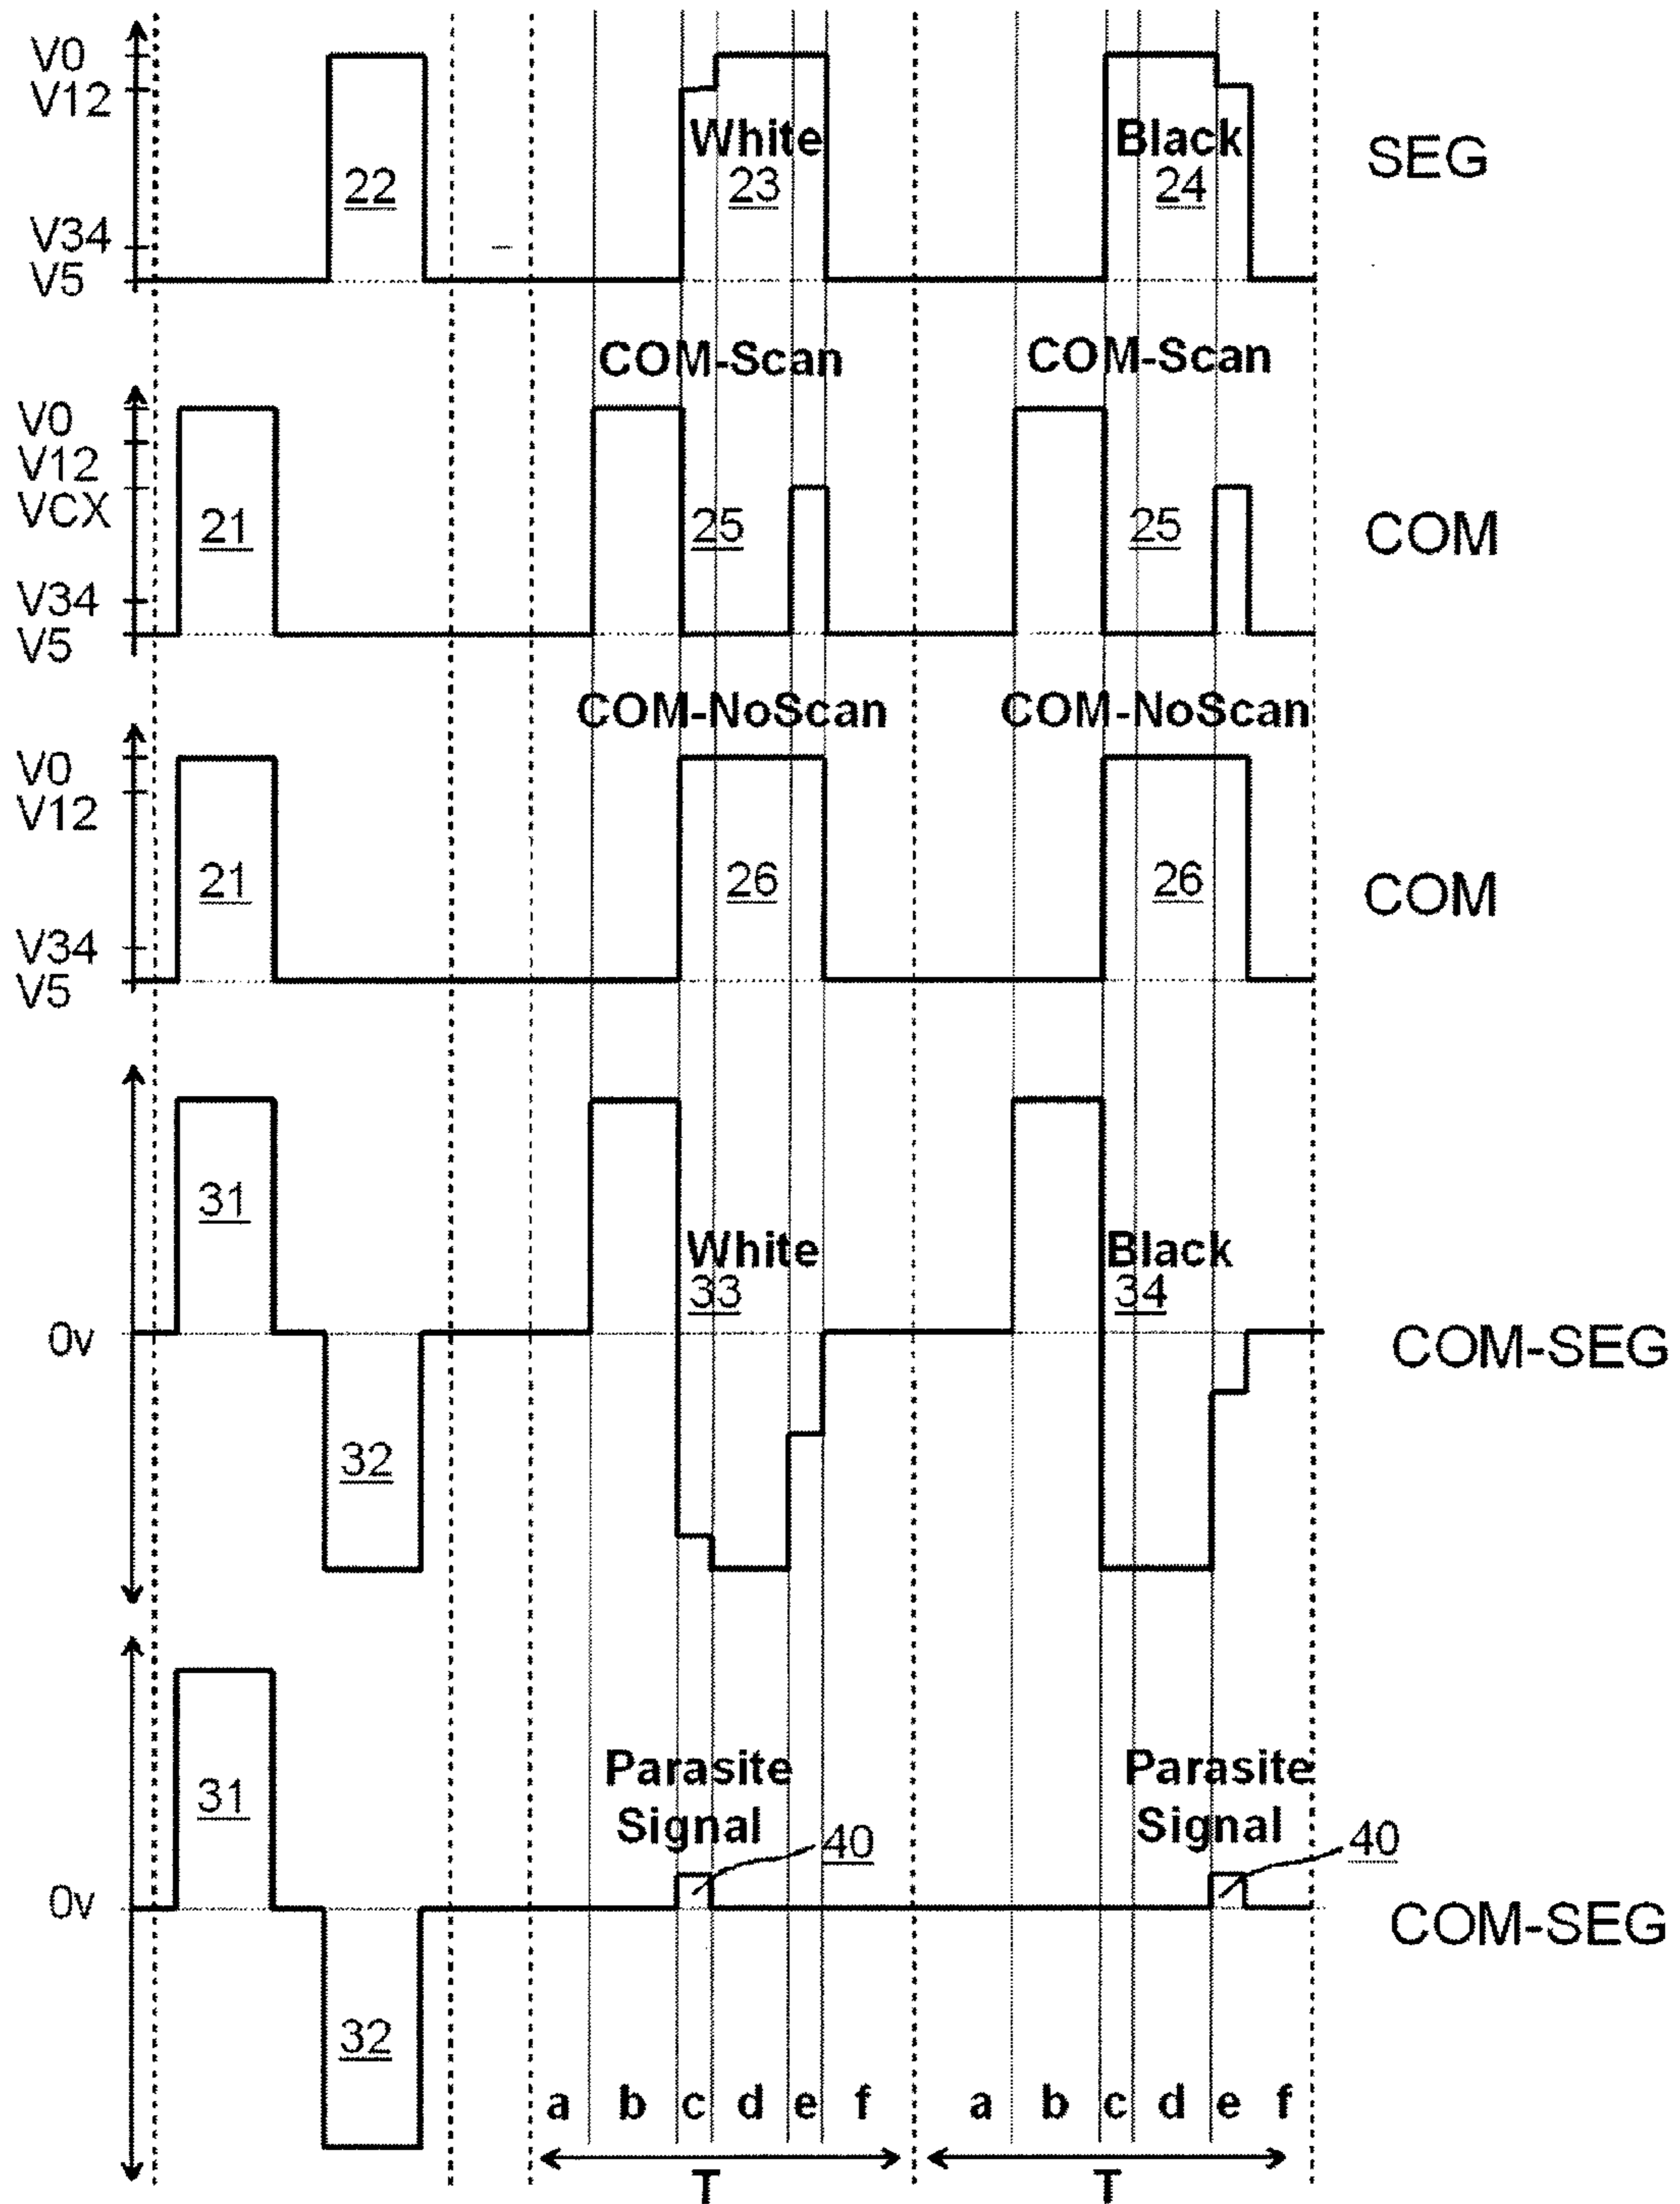 V0
V12
V34
V5
22
White
23
Black
24
SEG
COM-Scan
COM-Scan
V0
V12
VCX
V34
V5
21
25
25
COM
COM-NoScan
COM-NoScan
V0
V12
V34
V5
21
26
26
COM
31
White
33
Black
34
0v
COM-SEG
32
Parasite
Signal
40
Parasite
Signal
40
31
0v
COM-SEG
32
a b c d e f
a b c d e f
T
T